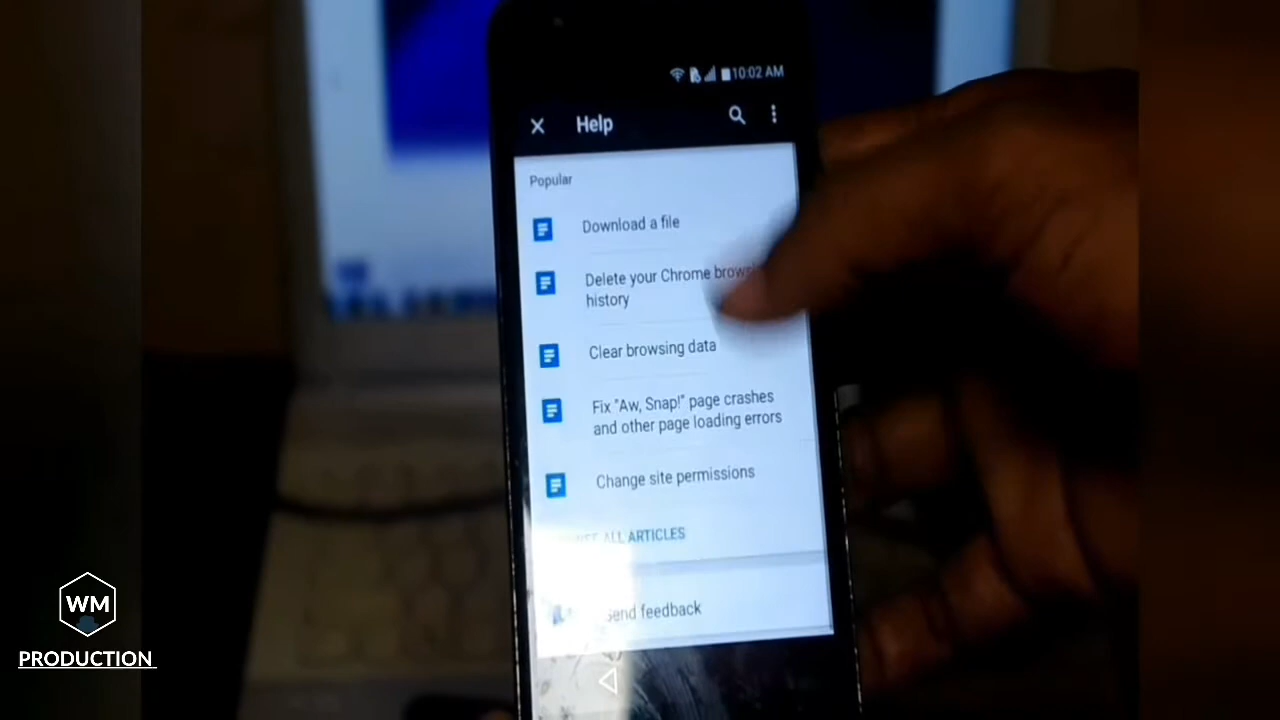 10:02 AM
Help
Popular
Download a file
Delete your Chrome
history
Clear browsing data
Fix "Aw, Snap!" page crashes
and other page loading errors
Change site permissions
ALL ARTICLES
Send feedback
WM
PRODUCTION